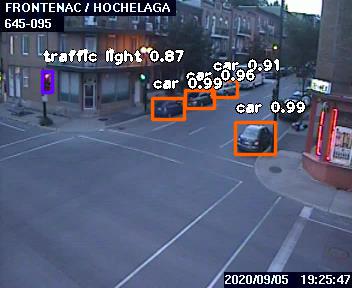 FRONTENAC / HOCHELAGA
645-095
traffic light 0.87
car 0.91
car 0.96
car 0.99
car 0.99
2020/09/05 19:25:47